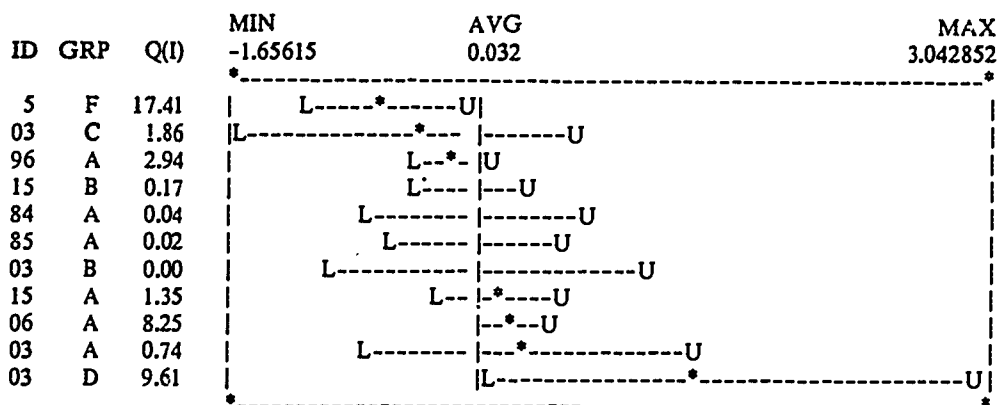 MIN AVG MAX
ID GRP Q(I) -1.65615 0.032 3.042852
*-----------------------------------------------------------------------*
5 F 17.41 | L-----*------U|
03 C 1.86 |L---------------*--- |-------U |
96 A 2.94 | L--*- |U |
15 B 0.17 | L---- |---U |
84 A 0.04 | L-------- |--------U |
85 A 0.02 | L------ |------U |
03 B 0.00 | L----------- |-------------U |
15 A 1.35 | L-- |-*----U |
06 A 8.25 | |--*--U |
03 A 0.74 | L-------- |---*-------------U |
03 D 9.61 | |L-----------------*----------------------U|
*------------------------------ *